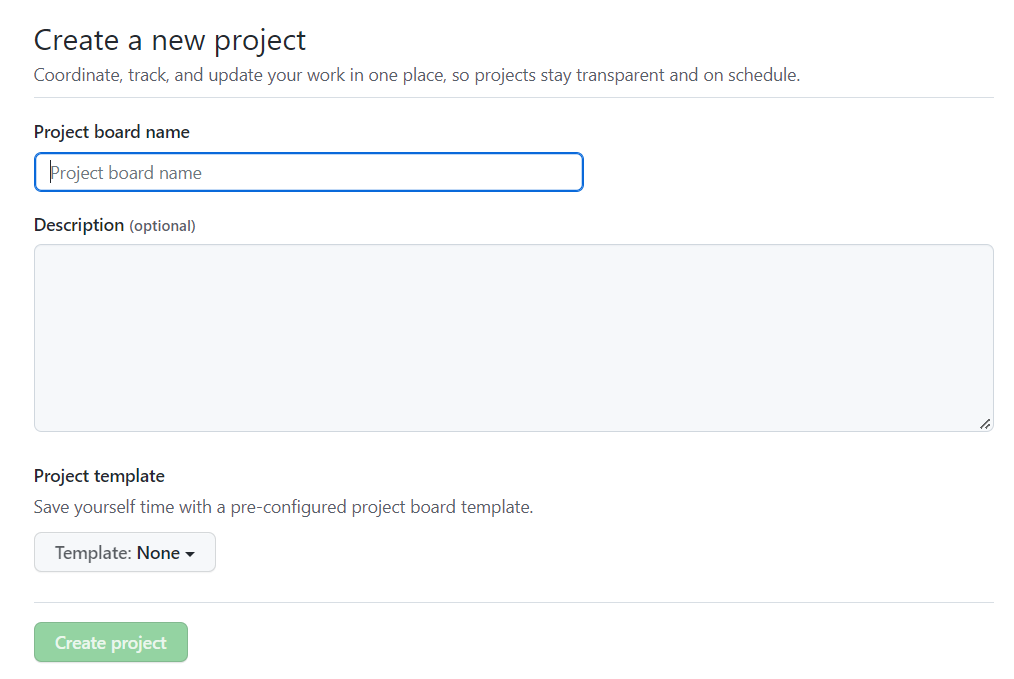 Create a new project
Coordinate, track, and update your work in one place, so projects stay transparent and on schedule.
Project board name
Project board name
Description (optional)
Project template
Save yourself time with a pre-configured project board template.
Template: None
Create project